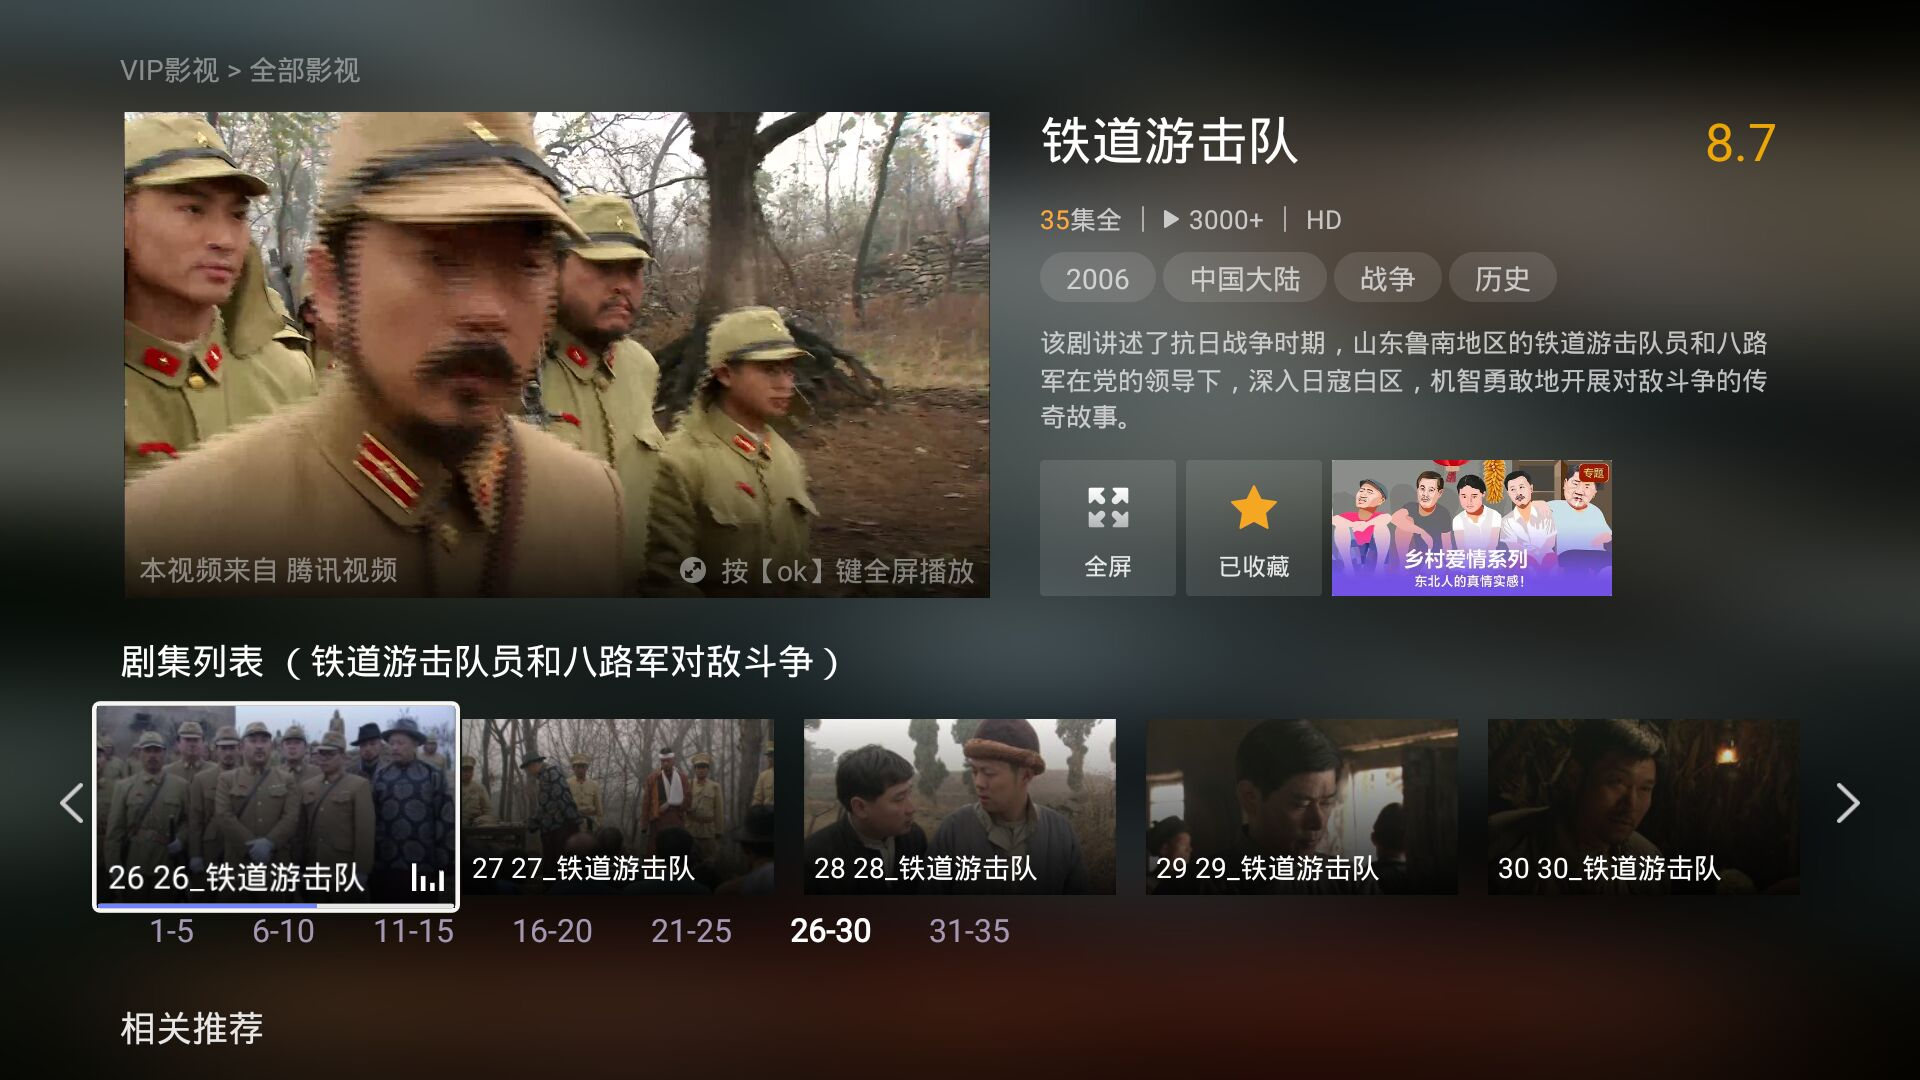 VIP影视 > 全部影视
铁道游击队
8.7
35集全 | 3000+ | HD
2006 中国大陆 战争 历史
该剧讲述了抗日战争时期，山东鲁南地区的铁道游击队员和八路
军在党的领导下，深入日寇白区，机智勇敢地开展对敌斗争的传
奇故事。
本视频来自 腾讯视频
按【ok】键全屏播放
全屏
已收藏
专题
乡村爱情系列
东北人的真情实感！
剧集列表 （铁道游击队员和八路军对敌斗争）
26 26_铁道游击队
27 27_铁道游击队
28 28_铁道游击队
29 29_铁道游击队
30 30_铁道游击队
1-5 6-10 11-15 16-20 21-25 26-30 31-35
相关推荐